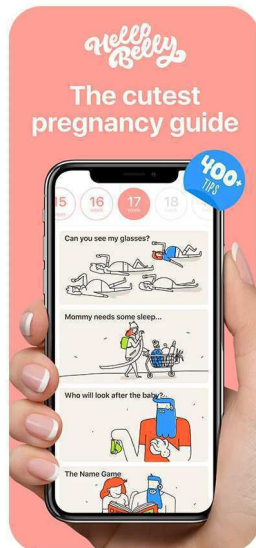 Hello
Belly
The cutest
pregnancy guide
400+
TIPS
15
16
17
18
Can you see my glasses?
Mommy needs some sleep...
Who will look after the baby?..
The Name Game